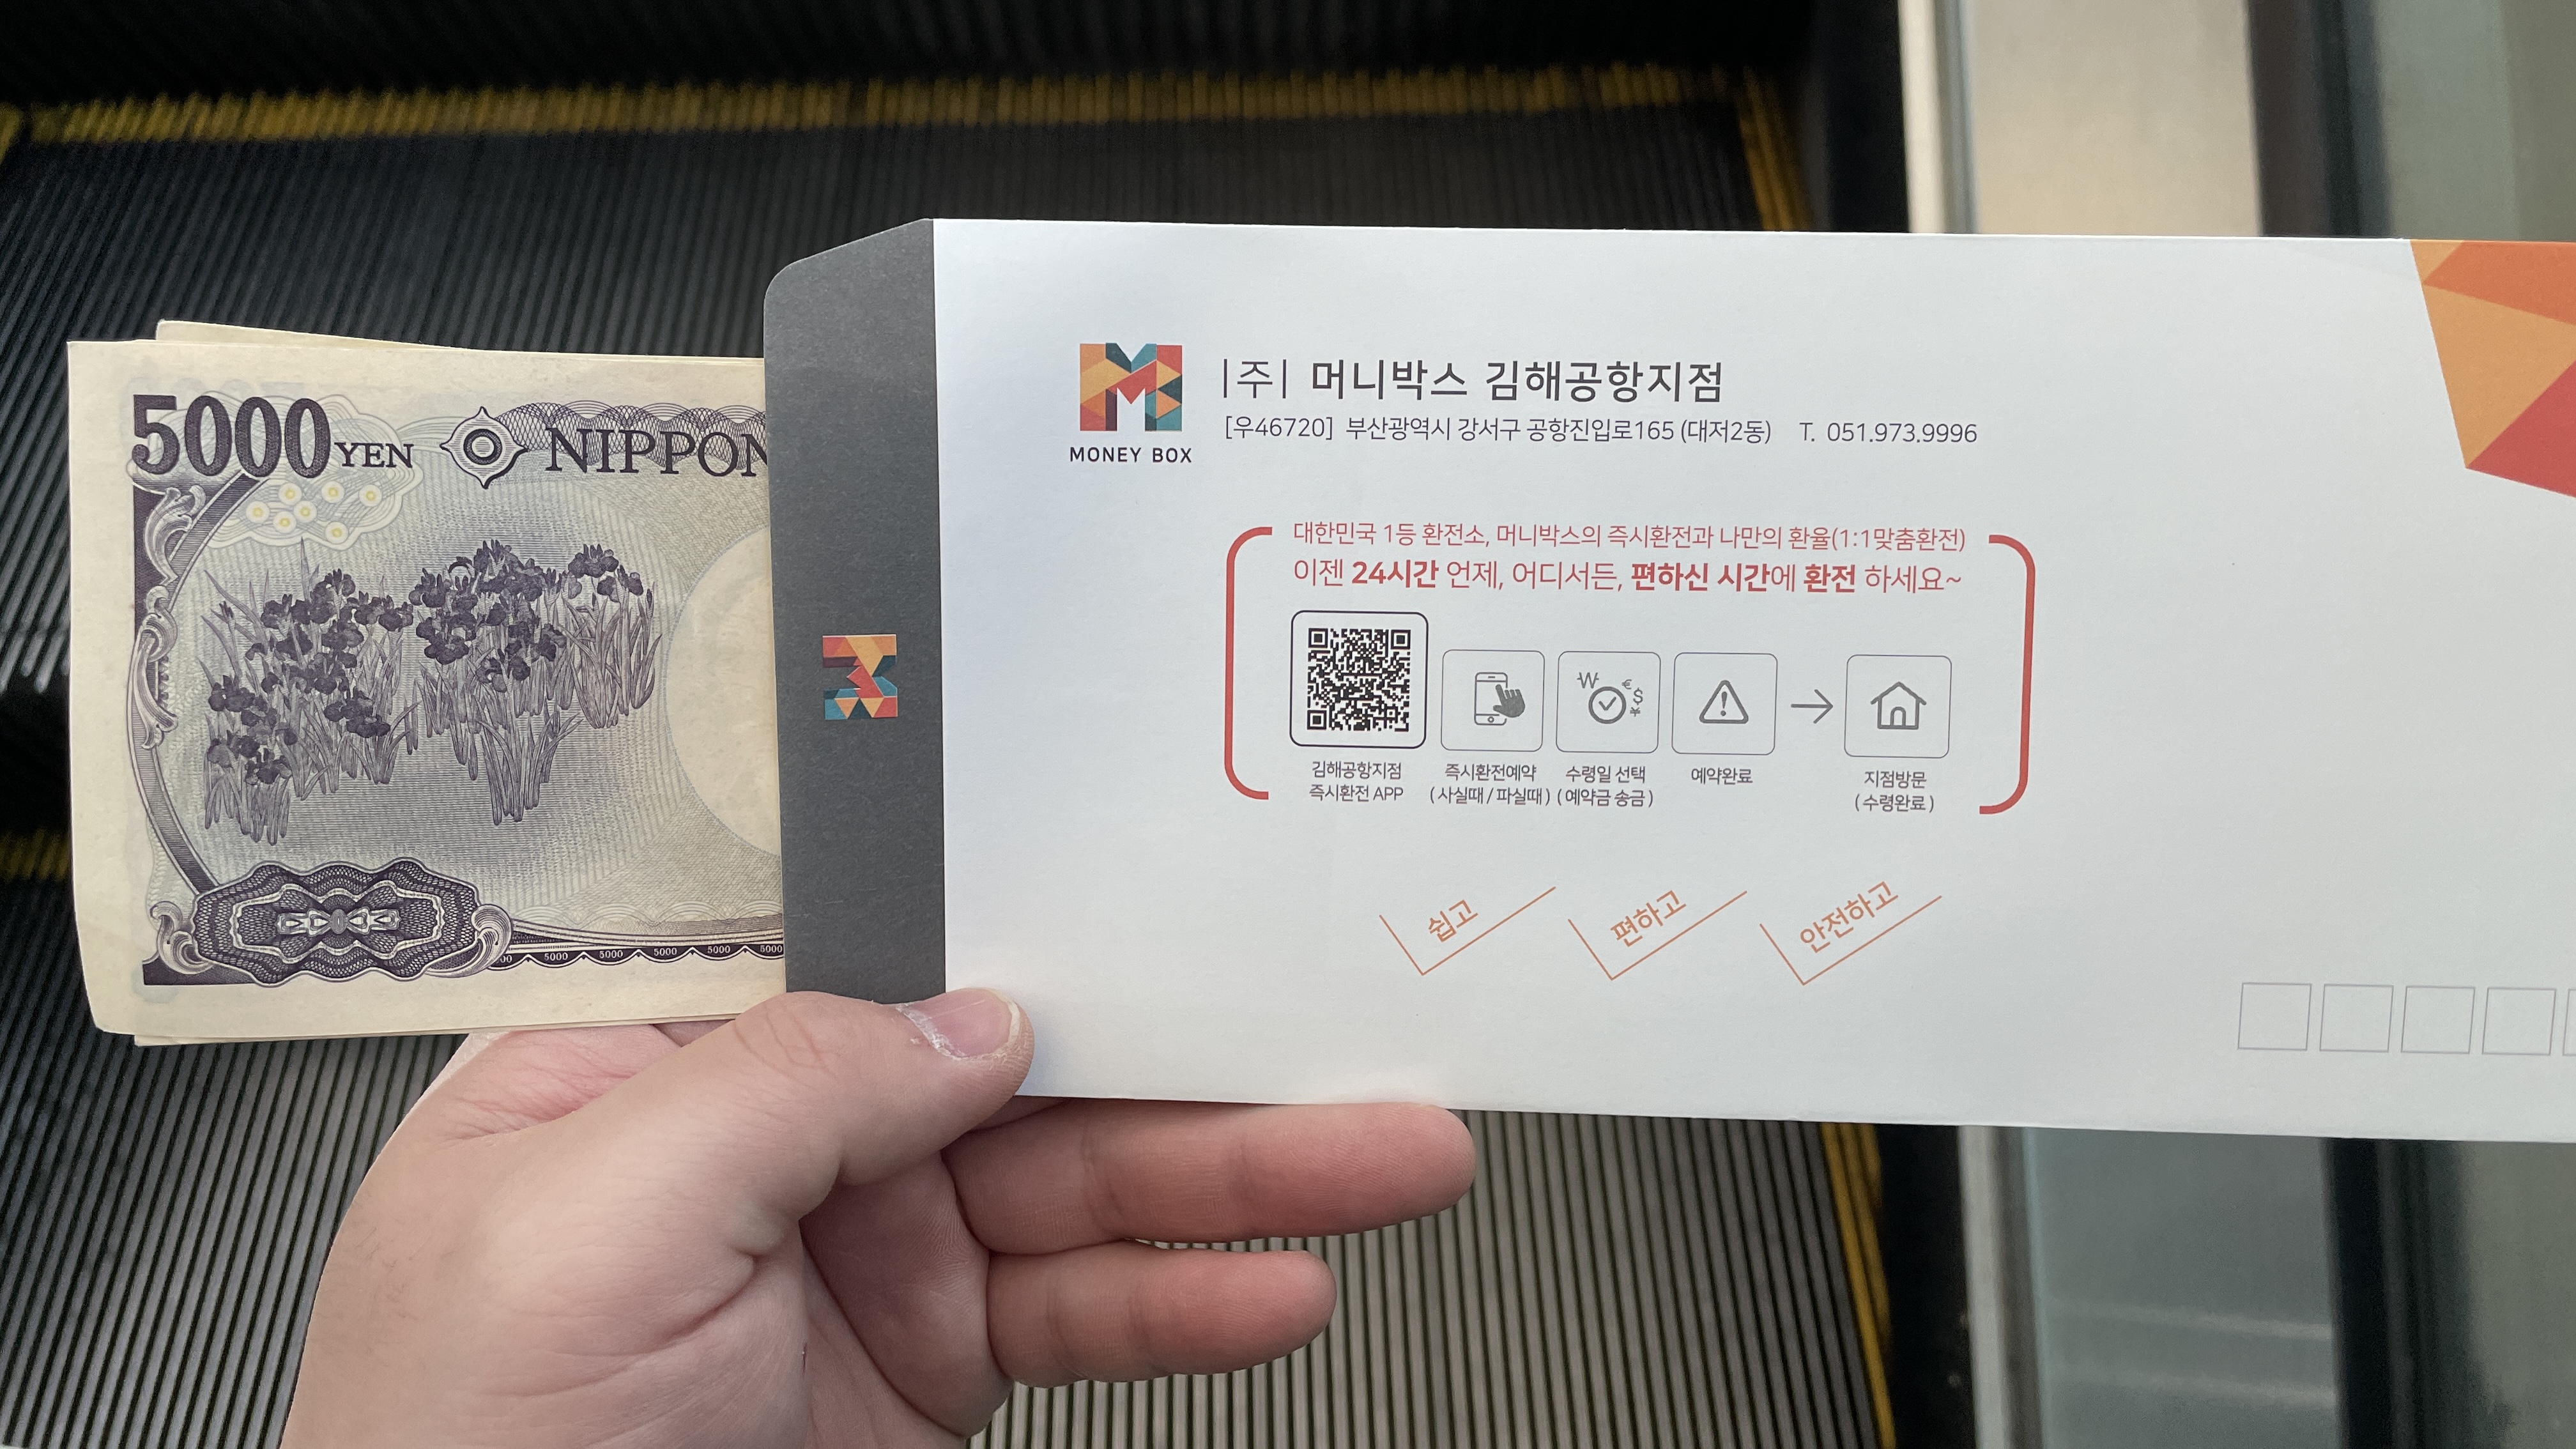 5000 YEN NIPPON
5000 5000 5000 5000 5000
MONEY BOX
|주| 머니박스 김해공항지점
[우46720] 부산광역시 강서구 공항진입로165 (대저2동) T. 051.973.9996
대한민국 1등 환전소, 머니박스의 즉시환전과 나만의 환율(1:1맞춤환전)
이젠 24시간 언제, 어디서든, 편하신 시간에 환전 하세요~
김해공항지점
즉시환전 APP
즉시환전예약
(사실때/파실때)
수령일 선택
(예약금 송금)
예약완료
지점방문
(수령완료)
쉽고
편하고
안전하고